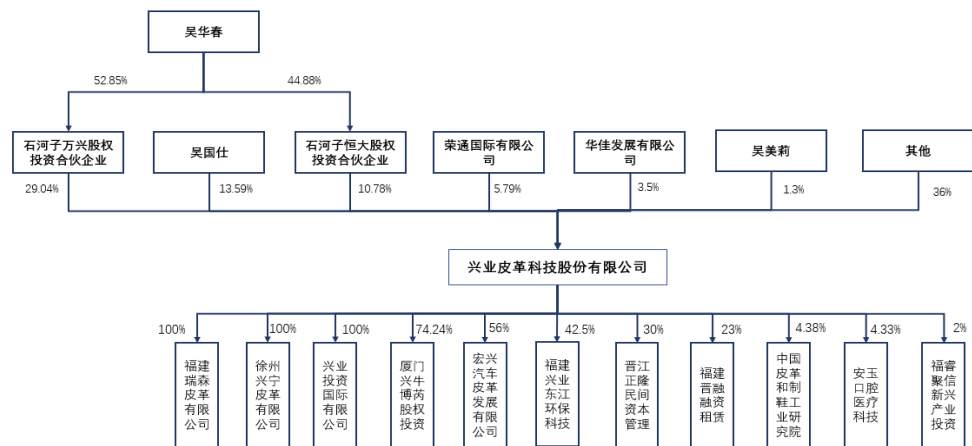 吴华春
52.85%
44.88%
石河子万兴股权
投资合伙企业
吴国仕
石河子恒大股权
投资合伙企业
荣通国际有限公
司
华佳发展有限公
司
吴美莉
其他
29.04%
13.59%
10.78%
5.79%
3.5%
1.3%
36%
兴业皮革科技股份有限公司
100%
100%
100%
74.24%
56%
42.5%
30%
23%
4.38%
4.33%
2%
福建
瑞森
皮革
有限
公司
徐州
兴宁
皮革
有限
公司
兴业
投资
国际
有限
公司
厦门
兴牛
博芮
股权
投资
宏兴
汽车
皮革
发展
有限
公司
福建
兴业
东江
环保
科技
晋江
正隆
民间
资本
管理
福建
晋融
融资
租赁
中国
皮革
和制
鞋工
业研
究院
安玉
口腔
医疗
科技
福睿
聚信
新兴
产业
投资